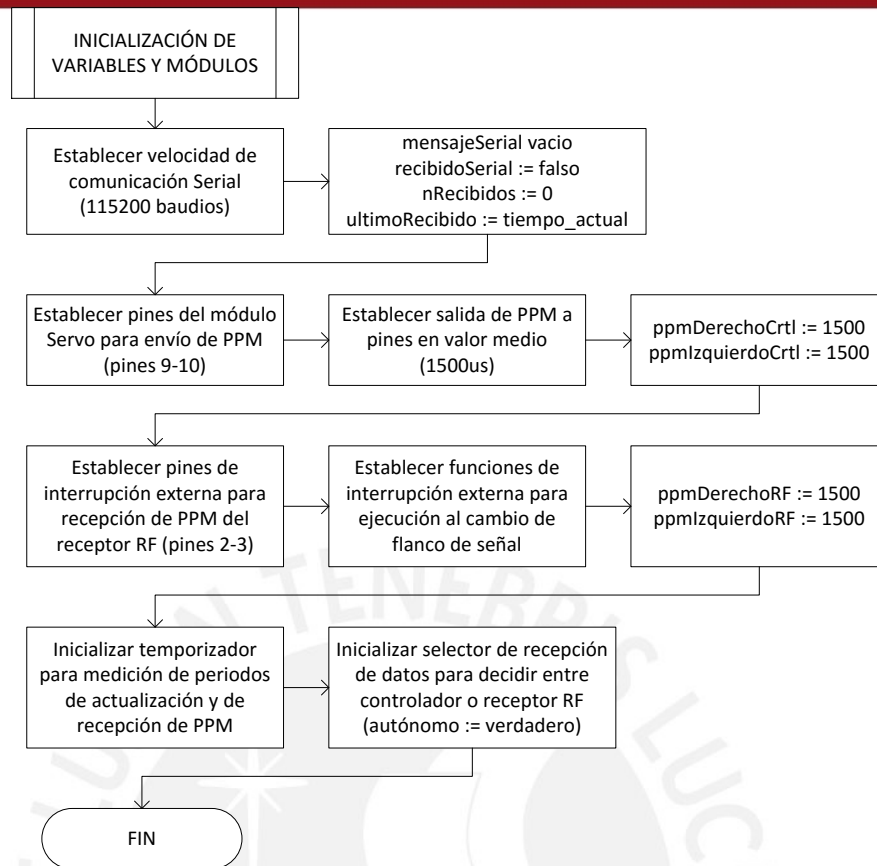 INICIALIZACIÓN DE
VARIABLES Y MÓDULOS
Establecer velocidad de
comunicación Serial
(115200 baudios)
mensajeSerial vacio
recibidoSerial := falso
nRecibidos := 0
ultimoRecibido := tiempo_actual
Establecer pines del módulo
Servo para envío de PPM
(pines 9-10)
Establecer salida de PPM a
pines en valor medio
(1500us)
ppmDerechoCrtl := 1500
ppmIzquierdoCrtl := 1500
Establecer pines de
interrupción externa para
recepción de PPM del
receptor RF (pines 2-3)
Establecer funciones de
interrupción externa para
ejecución al cambio de
flanco de señal
ppmDerechoRF := 1500
ppmIzquierdoRF := 1500
Inicializar temporizador
para medición de periodos
de actualización y de
recepción de PPM
Inicializar selector de recepción
de datos para decidir entre
controlador o receptor RF
(autónomo := verdadero)
FIN
TENEBRIS LUC